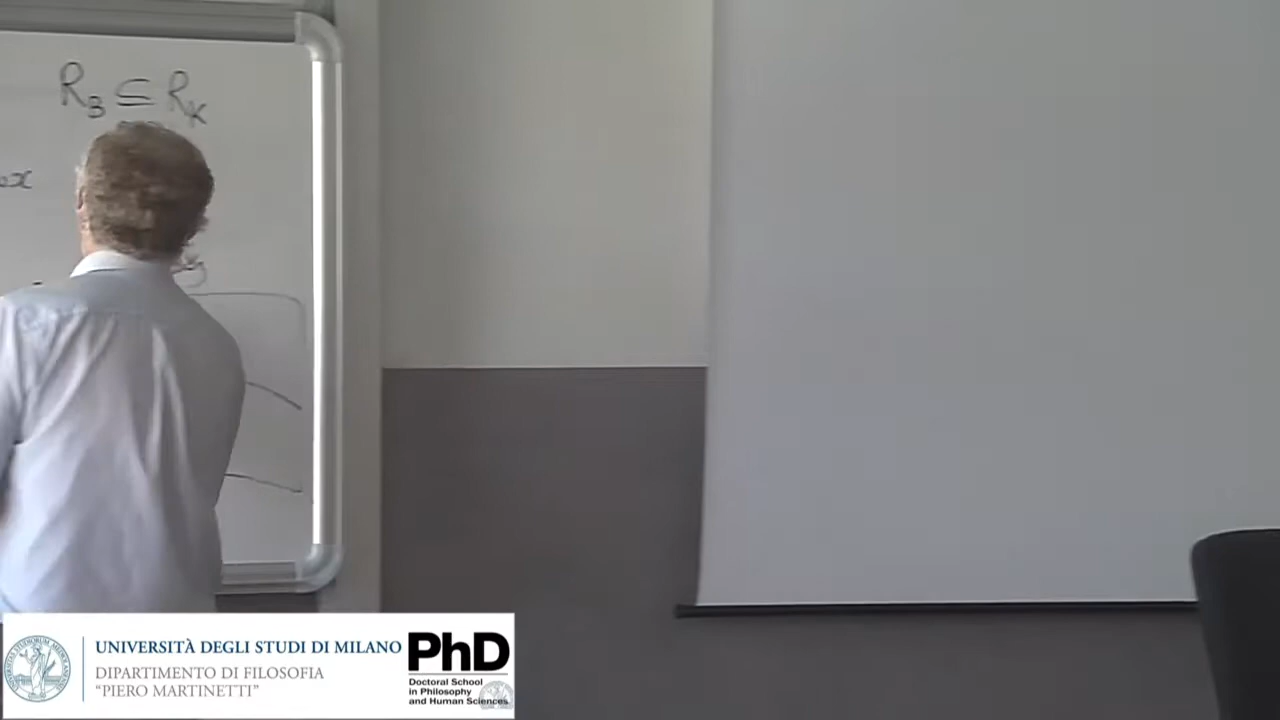 R_B ⊆ R_K
UNIVERSITÀ DEGLI STUDI DI MILANO
DIPARTIMENTO DI FILOSOFIA
“PIERO MARTINETTI”
PhD
Doctoral School
in Philosophy
and Human Sciences